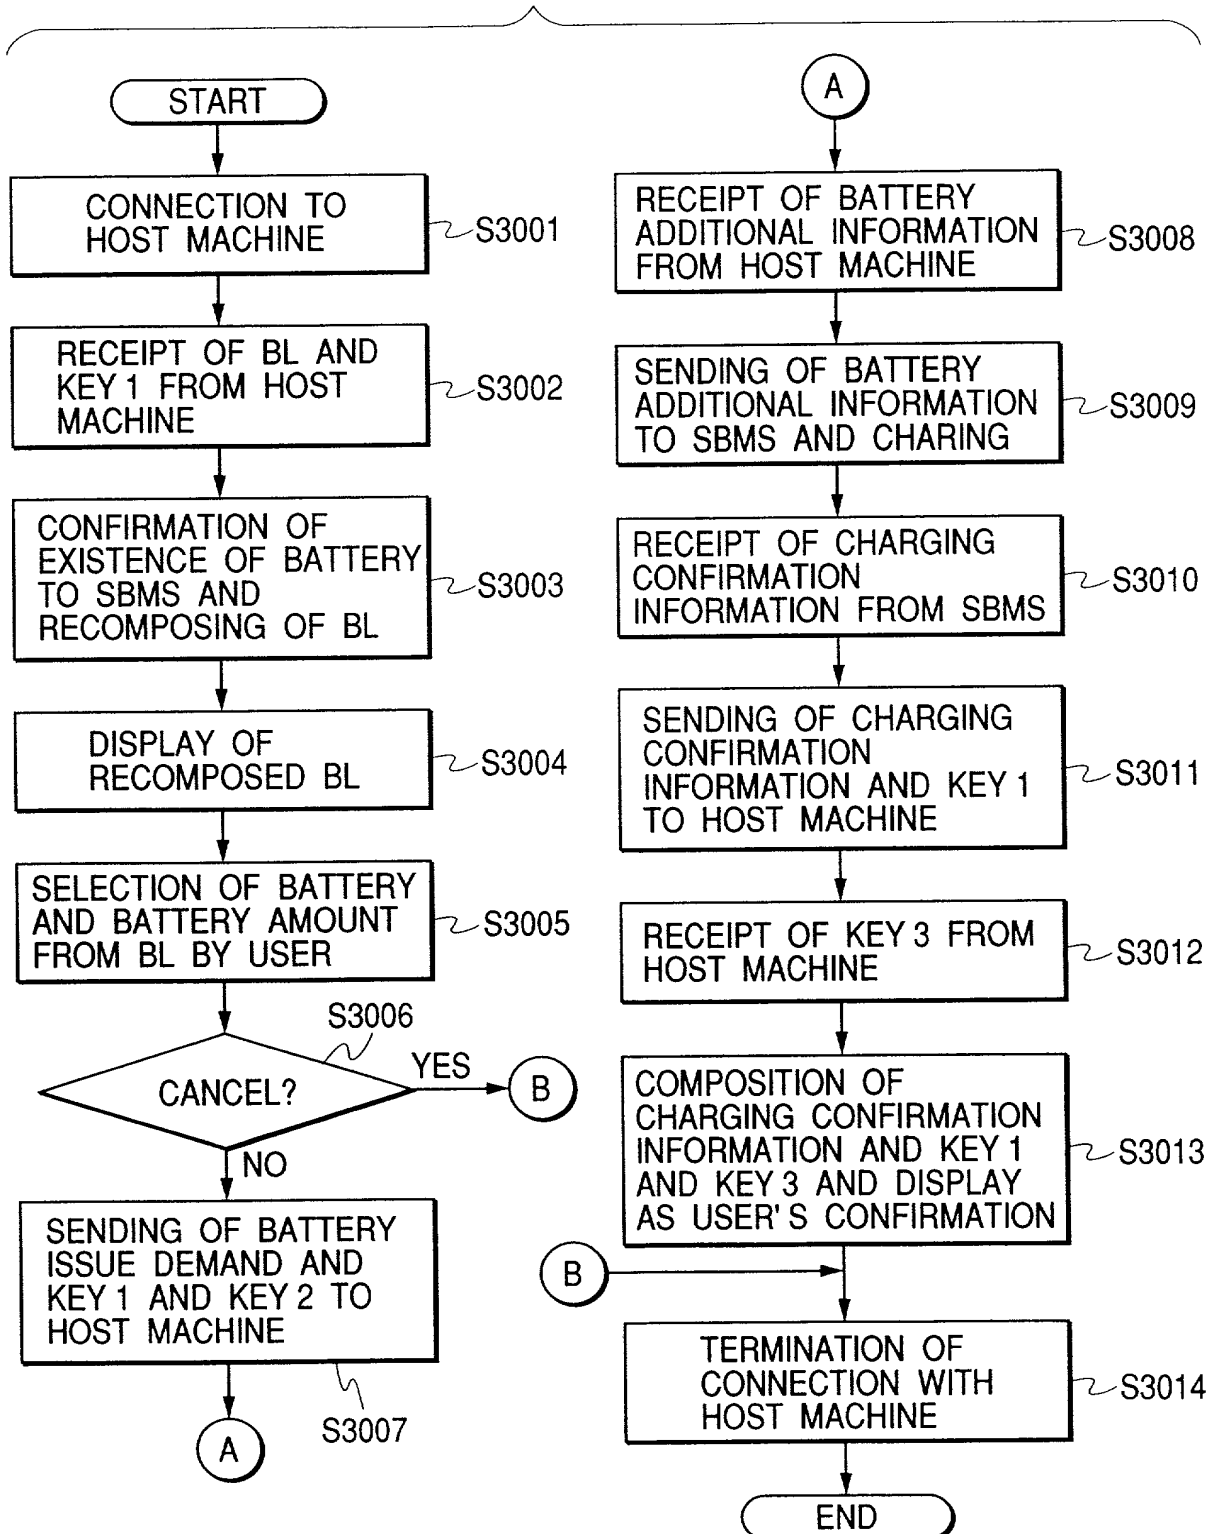 START
CONNECTION TO
HOST MACHINE
S3001
RECEIPT OF BL AND
KEY 1 FROM HOST
MACHINE
S3002
CONFIRMATION OF
EXISTENCE OF BATTERY
TO SBMS AND
RECOMPOSING OF BL
S3003
DISPLAY OF
RECOMPOSED BL
S3004
SELECTION OF BATTERY
AND BATTERY AMOUNT
FROM BL BY USER
S3005
S3006
CANCEL?
YES
B
NO
SENDING OF BATTERY
ISSUE DEMAND AND
KEY 1 AND KEY 2 TO
HOST MACHINE
S3007
A
A
RECEIPT OF BATTERY
ADDITIONAL INFORMATION
FROM HOST MACHINE
S3008
SENDING OF BATTERY
ADDITIONAL INFORMATION
TO SBMS AND CHARING
S3009
RECEIPT OF CHARGING
CONFIRMATION
INFORMATION FROM SBMS
S3010
SENDING OF CHARGING
CONFIRMATION
INFORMATION AND KEY 1
TO HOST MACHINE
S3011
RECEIPT OF KEY 3 FROM
HOST MACHINE
S3012
COMPOSITION OF
CHARGING CONFIRMATION
INFORMATION AND KEY 1
AND KEY 3 AND DISPLAY
AS USER'S CONFIRMATION
S3013
B
TERMINATION OF
CONNECTION WITH
HOST MACHINE
S3014
END